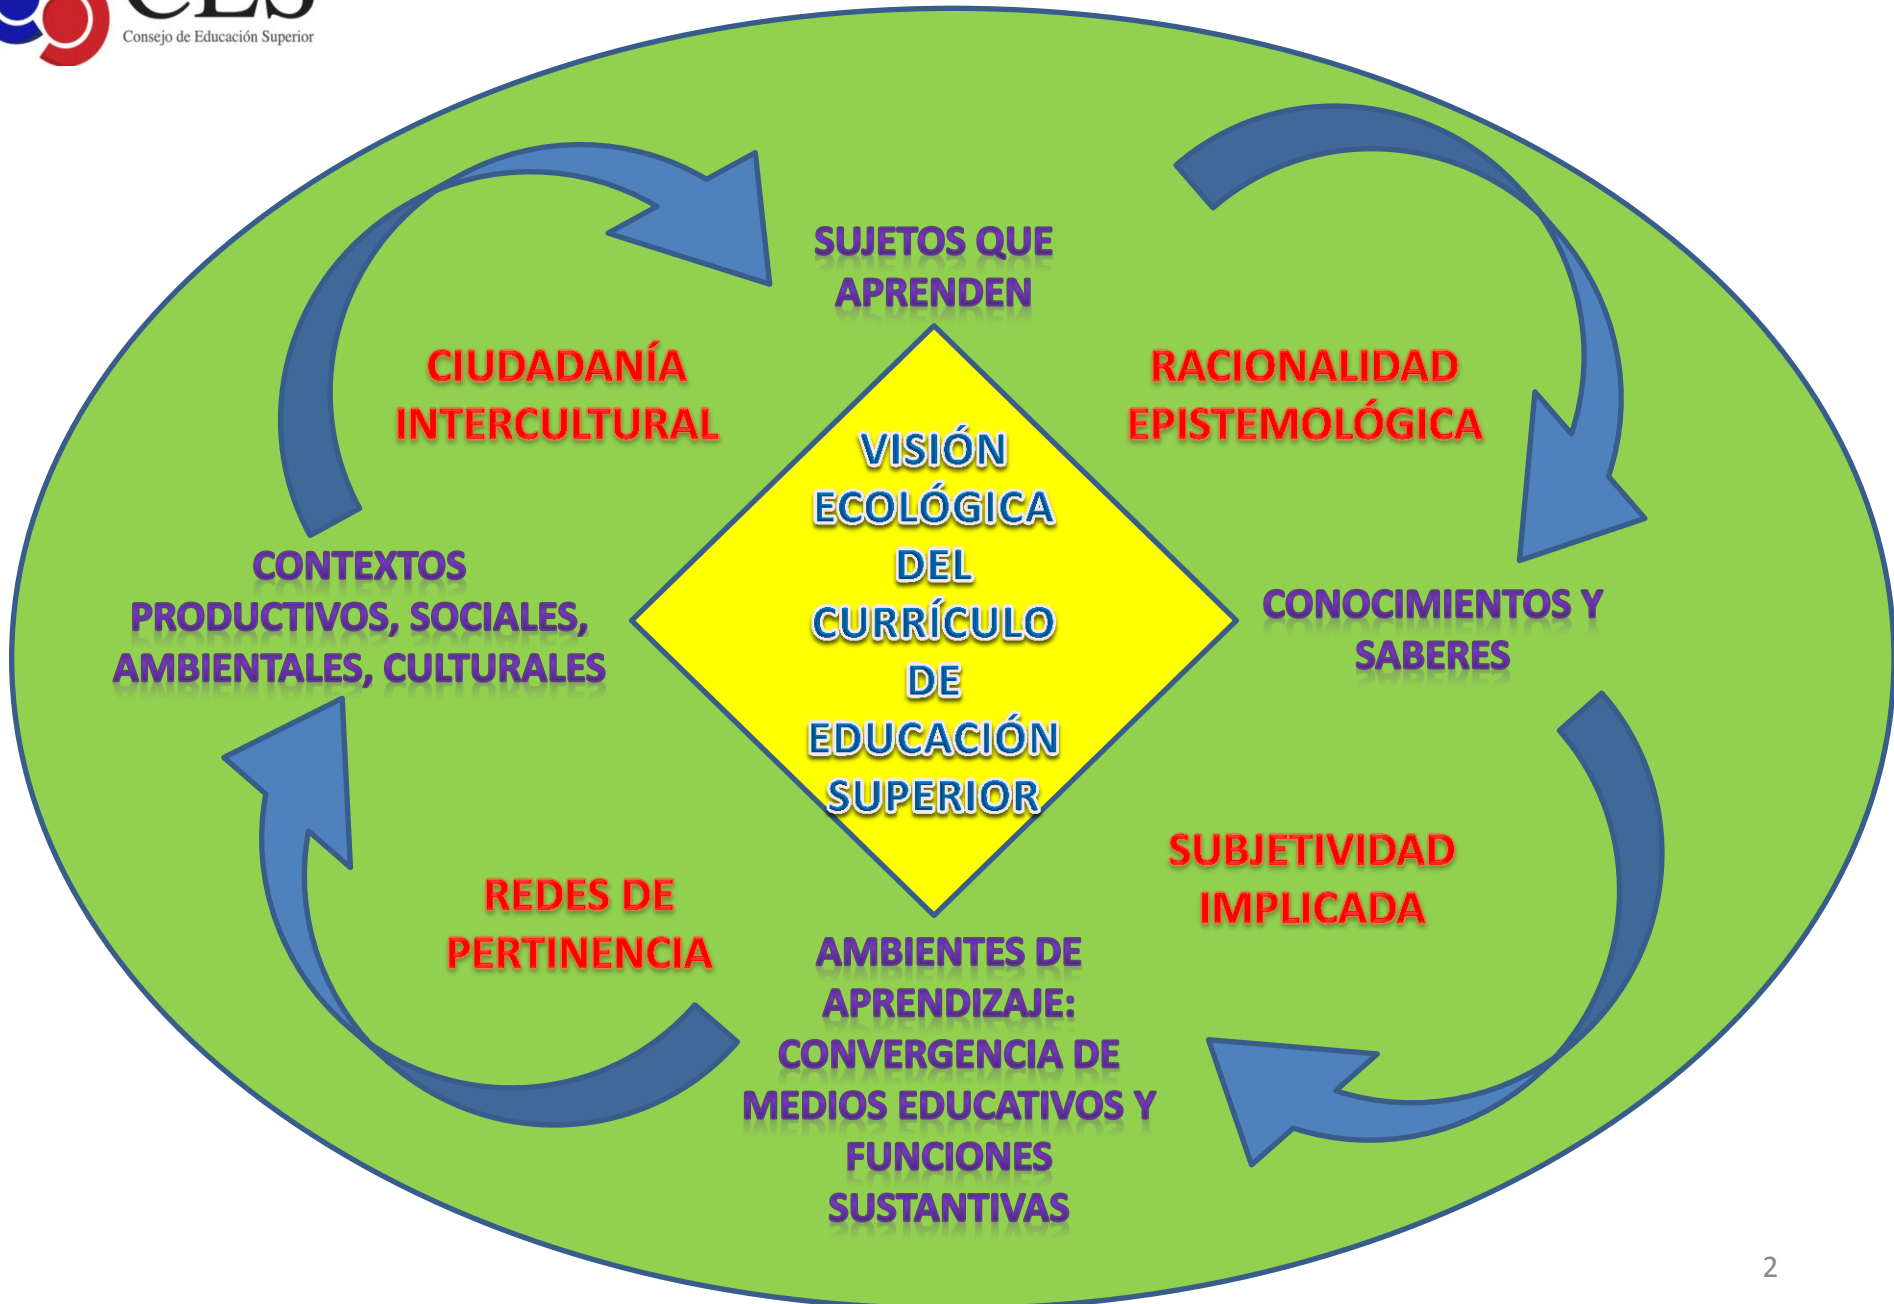 CES
Consejo de Educación Superior
SUJETOS QUE
APRENDEN
CIUDADANÍA
INTERCULTURAL
RACIONALIDAD
EPISTEMOLÓGICA
VISIÓN
ECOLÓGICA
DEL
CURRÍCULO
DE
EDUCACIÓN
SUPERIOR
CONTEXTOS
PRODUCTIVOS, SOCIALES,
AMBIENTALES, CULTURALES
CONOCIMIENTOS Y
SABERES
REDES DE
PERTINENCIA
SUBJETIVIDAD
IMPLICADA
AMBIENTES DE
APRENDIZAJE:
CONVERGENCIA DE
MEDIOS EDUCATIVOS Y
FUNCIONES
SUSTANTIVAS
2